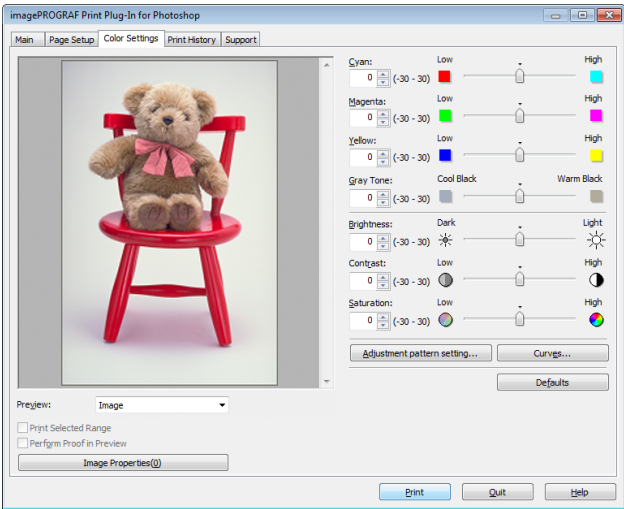 imagePROGRAF Print Plug-In for Photoshop
Main Page Setup Color Settings Print History Support
Cyan: Low High
0 (-30 - 30)
Magenta: Low High
0 (-30 - 30)
Yellow: Low High
0 (-30 - 30)
Gray Tone: Cool Black Warm Black
0 (-30 - 30)
Brightness: Dark Light
0 (-30 - 30)
Contrast: Low High
0 (-30 - 30)
Saturation: Low High
0 (-30 - 30)
Adjustment pattern setting... Curves...
Defaults
Preview: Image
Print Selected Range
Perform Proof in Preview
Image Properties(0)
Print Quit Help